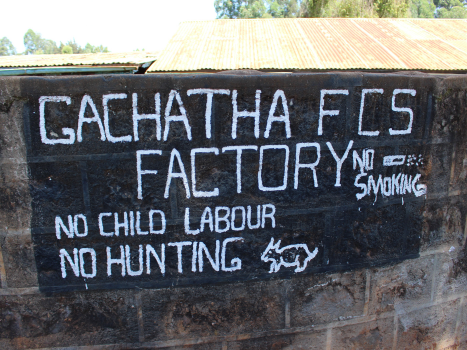 GACHATHA FCS
FACTORY
NO
SMOKING
NO CHILD LABOUR
NO HUNTING